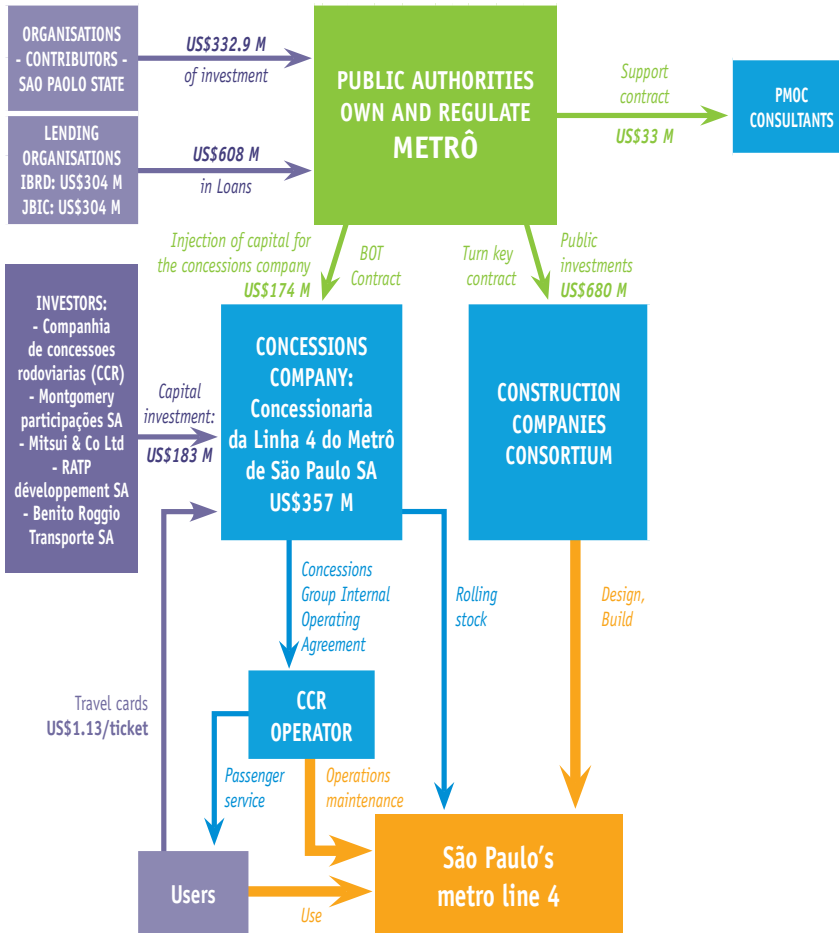 ORGANISATIONS
- CONTRIBUTORS -
SAO PAOLO STATE
US$332.9 M
of investment
PUBLIC AUTHORITIES
OWN AND REGULATE
METRÔ
Support
contract
US$33 M
PMOC
CONSULTANTS
LENDING
ORGANISATIONS
IBRD: US$304 M
JBIC: US$304 M
US$608 M
in Loans
Injection of capital for
the concessions company
US$174 M
BOT
Contract
Turn key
contract
Public
investments
US$680 M
INVESTORS:
- Companhia
de concessoes
rodoviarias (CCR)
- Montgomery
participações SA
- Mitsui & Co Ltd
- RATP
développement SA
- Benito Roggio
Transporte SA
Capital
investment:
US$183 M
CONCESSIONS
COMPANY:
Concessionaria
da Linha 4 do Metrô
de São Paulo SA
US$357 M
CONSTRUCTION
COMPANIES
CONSORTIUM
Concessions
Group Internal
Operating
Agreement
Rolling
stock
Design,
Build
Travel cards
US$1.13/ticket
CCR
OPERATOR
Passenger
service
Operations
maintenance
Users
Use
São Paulo's
metro line 4